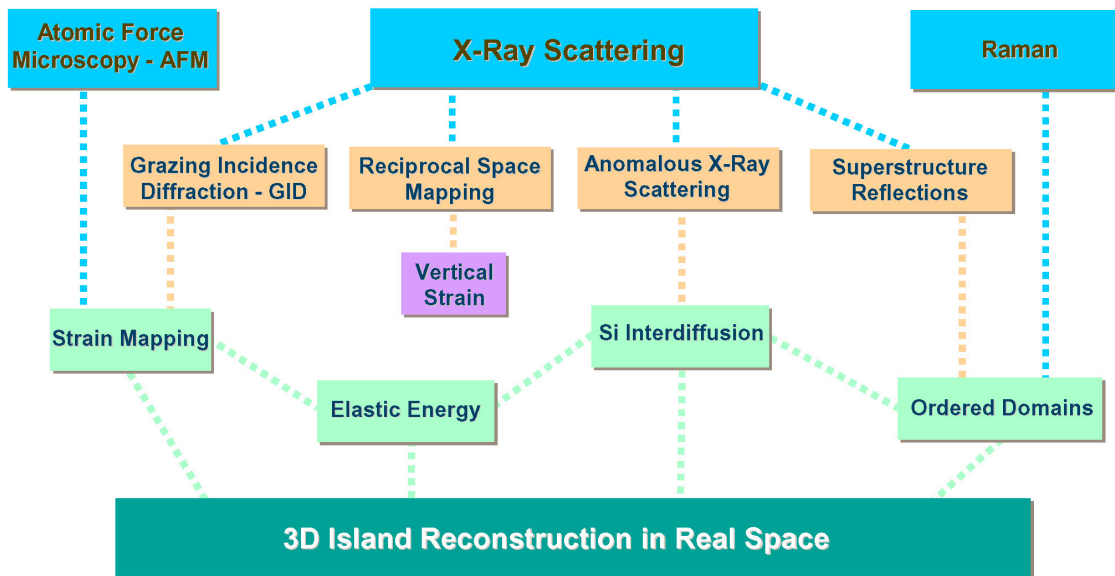 Atomic Force
Microscopy - AFM
X-Ray Scattering
Raman
Grazing Incidence
Diffraction - GID
Reciprocal Space
Mapping
Anomalous X-Ray
Scattering
Superstructure
Reflections
Vertical
Strain
Strain Mapping
Si Interdiffusion
Elastic Energy
Ordered Domains
3D Island Reconstruction in Real Space